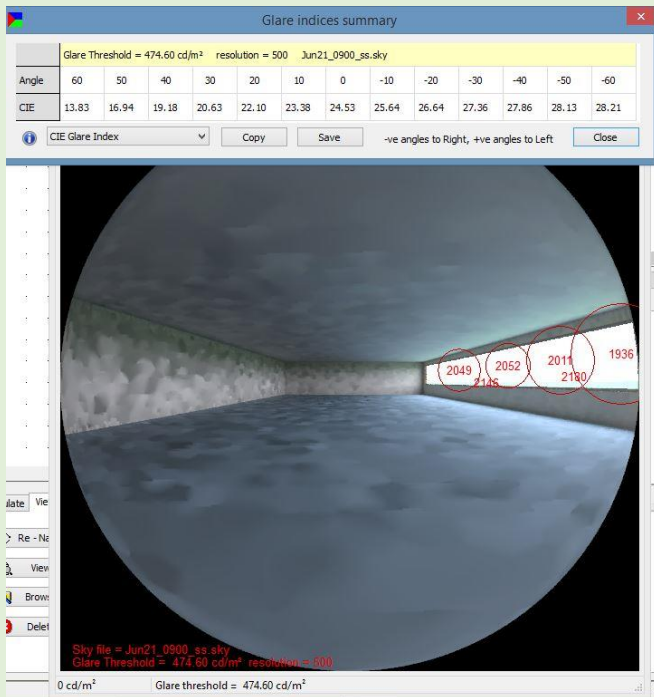 Glare indices summary
Glare Threshold = 474.60 cd/m² resolution = 500 Jun21_0900_ss.sky
Angle 60 50 40 30 20 10 0 -10 -20 -30 -40 -50 -60
CIE 13.83 16.94 19.18 20.63 22.10 23.38 24.53 25.64 26.64 27.36 27.86 28.13 28.21
CIE Glare Index Copy Save -ve angles to Right, +ve angles to Left Close
1936
2049 2052 2011
2146 2180
ulate Vie
Re - Na
View
Brows
Delet
Sky file = Jun21_0900_ss.sky
Glare Threshold = 474.60 cd/m² resolution = 500
0 cd/m² Glare threshold = 474.60 cd/m²